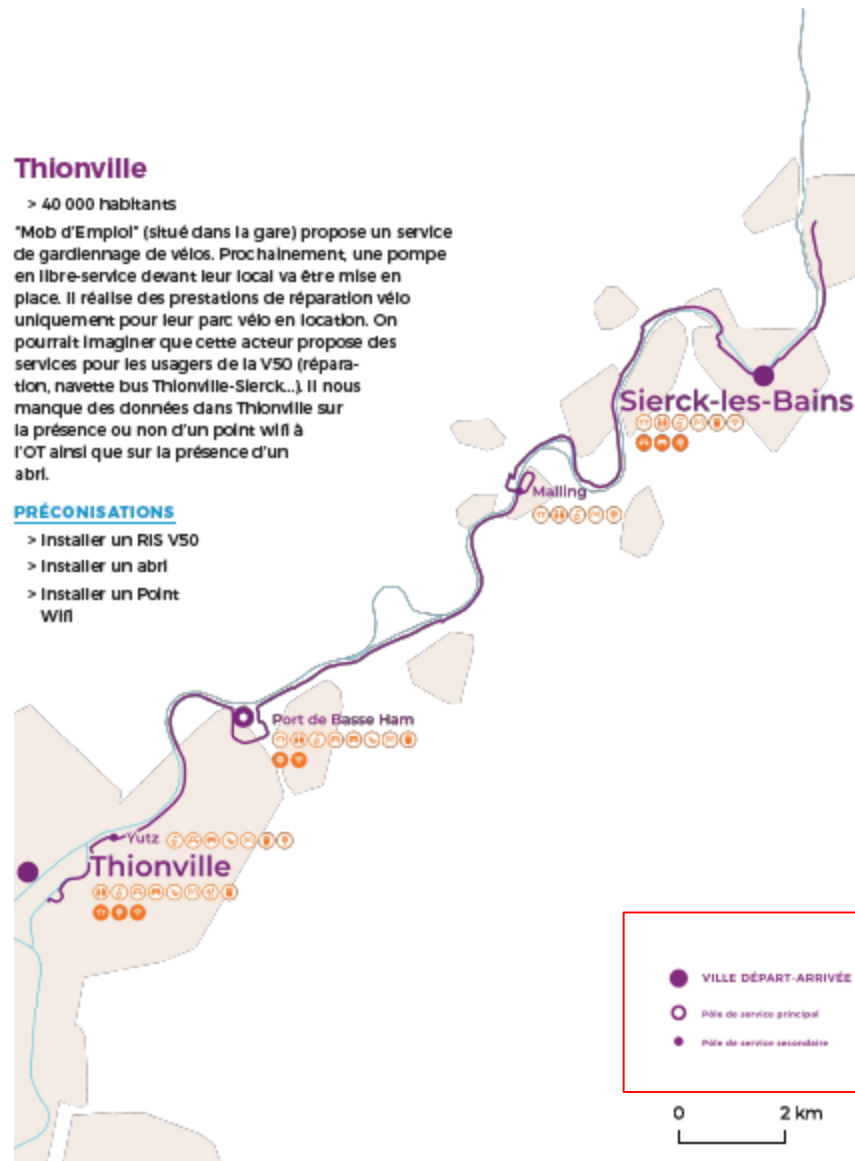 Thionville
> 40 000 habitants
"Mob d'Emploi" (situé dans la gare) propose un service
de gardiennage de vélos. Prochainement, une pompe
en libre-service devant leur local va être mise en
place. Il réalise des prestations de réparation vélo
uniquement pour leur parc vélo en location. On
pourrait imaginer que cette acteur propose des
services pour les usagers de la V50 (répara-
tion, navette bus Thionville-Sierck...). Il nous
manque des données dans Thionville sur
la présence ou non d'un point wifi à
l'OT ainsi que sur la présence d'un
abri.
PRÉCONISATIONS
> Installer un RIS V50
> Installer un abri
> Installer un Point
Wifi
Sierck-les-Bains
Malling
Port de Basse Ham
Yutz
Thionville
VILLE DÉPART-ARRIVÉE
Pôle de service principal
Pôle de service secondaire
0 2 km